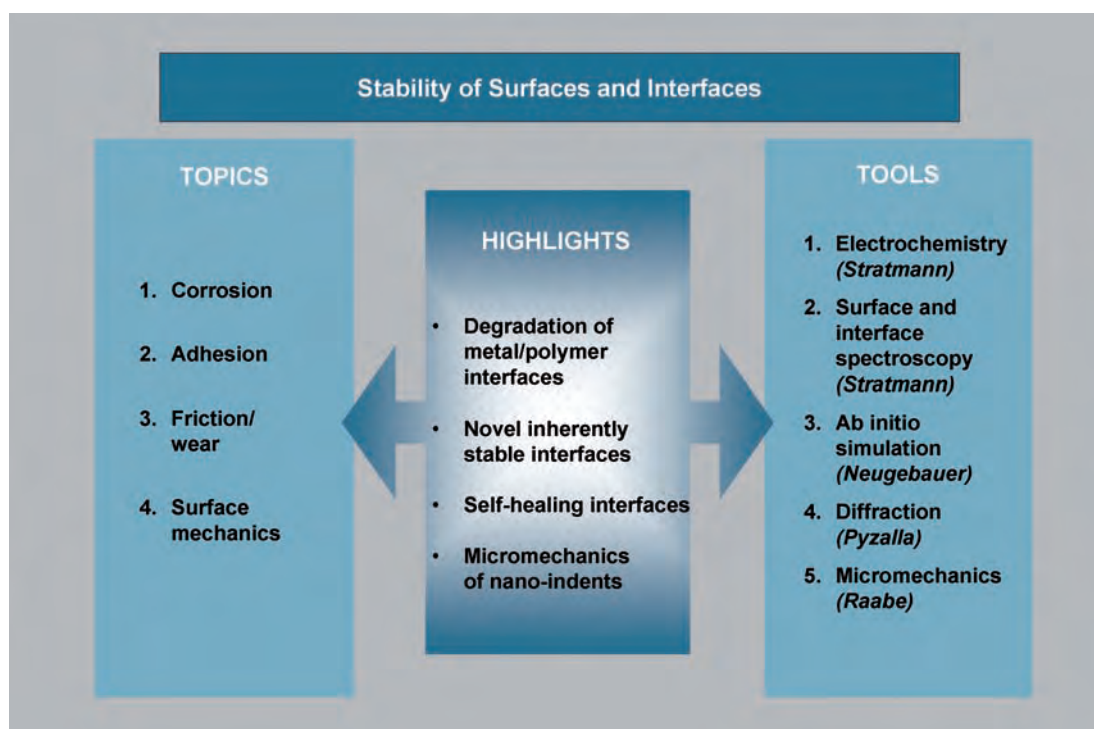 Stability of Surfaces and Interfaces
TOPICS
1. Corrosion
2. Adhesion
3. Friction/
wear
4. Surface
mechanics
HIGHLIGHTS
• Degradation of
metal/polymer
interfaces
• Novel inherently
stable interfaces
• Self-healing interfaces
• Micromechanics
of nano-indents
TOOLS
1. Electrochemistry
(Stratmann)
2. Surface and
interface
spectroscopy
(Stratmann)
3. Ab initio
simulation
(Neugebauer)
4. Diffraction
(Pyzalla)
5. Micromechanics
(Raabe)